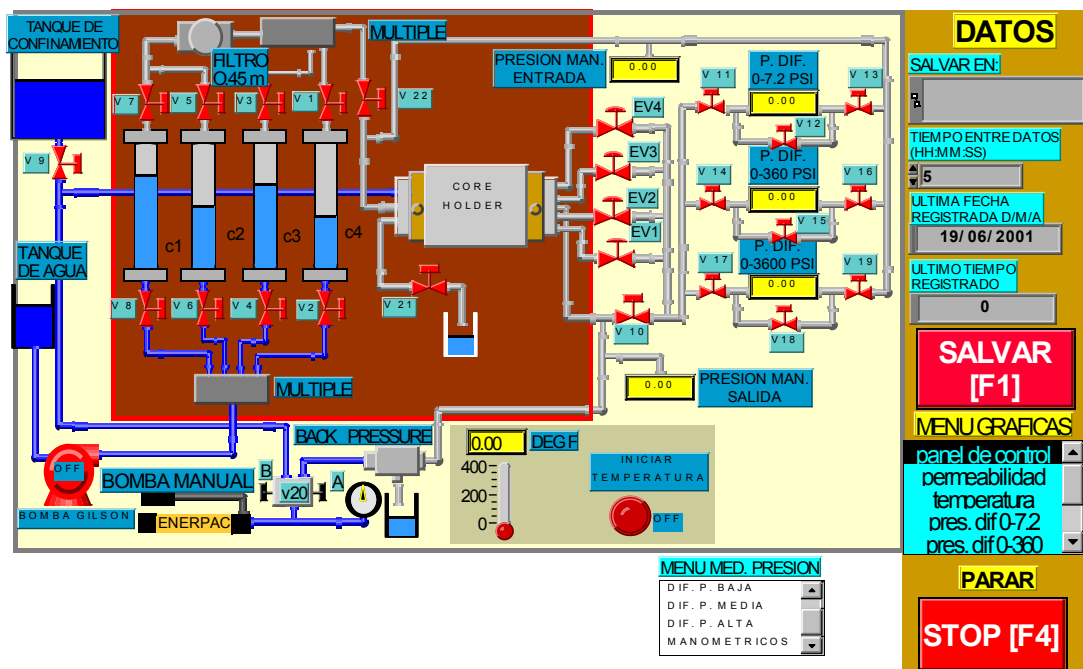 TANQUE DE
CONFINAMIENTO
MULTIPLE
FILTRO
0.45 m
V 7
V 5
V 3
V 1
V 22
V 9
c1
c2
c3
c4
TANQUE
DE AGUA
V 8
V 6
V 4
V 2
V 21
MULTIPLE
CORE
HOLDER
PRESION MAN.
ENTRADA
0.00
EV4
EV3
EV2
EV1
V 10
P. DIF.
0-7.2 PSI
0.00
V 11
V 13
V 12
P. DIF.
0-360 PSI
0.00
V 14
V 16
V 15
P. DIF.
0-3600 PSI
0.00
V 17
V 19
V18
0.00
PRESION MAN.
SALIDA
BACK PRESSURE
OFF
BOMBA GILSON
BOMBA MANUAL
ENERPAC
B
v20
A
0.00
DEG F
400
200
0
INICIAR
TEMPERATURA
OFF
MENU MED. PRESION
DIF. P. BAJA
DIF. P. MEDIA
DIF. P. ALTA
MANOMETRICOS
DATOS
SALVAR EN:
TIEMPO ENTRE DATOS
(HH:MM:SS)
5
ULTIMA FECHA
REGISTRADA D/M/A
19/06/2001
ULTIMO TIEMPO
REGISTRADO
0
SALVAR
[F1]
MENU GRAFICAS
panel de control
permeabilidad
temperatura
pres. dif 0-7.2
pres. dif 0-360
PARAR
STOP [F4]